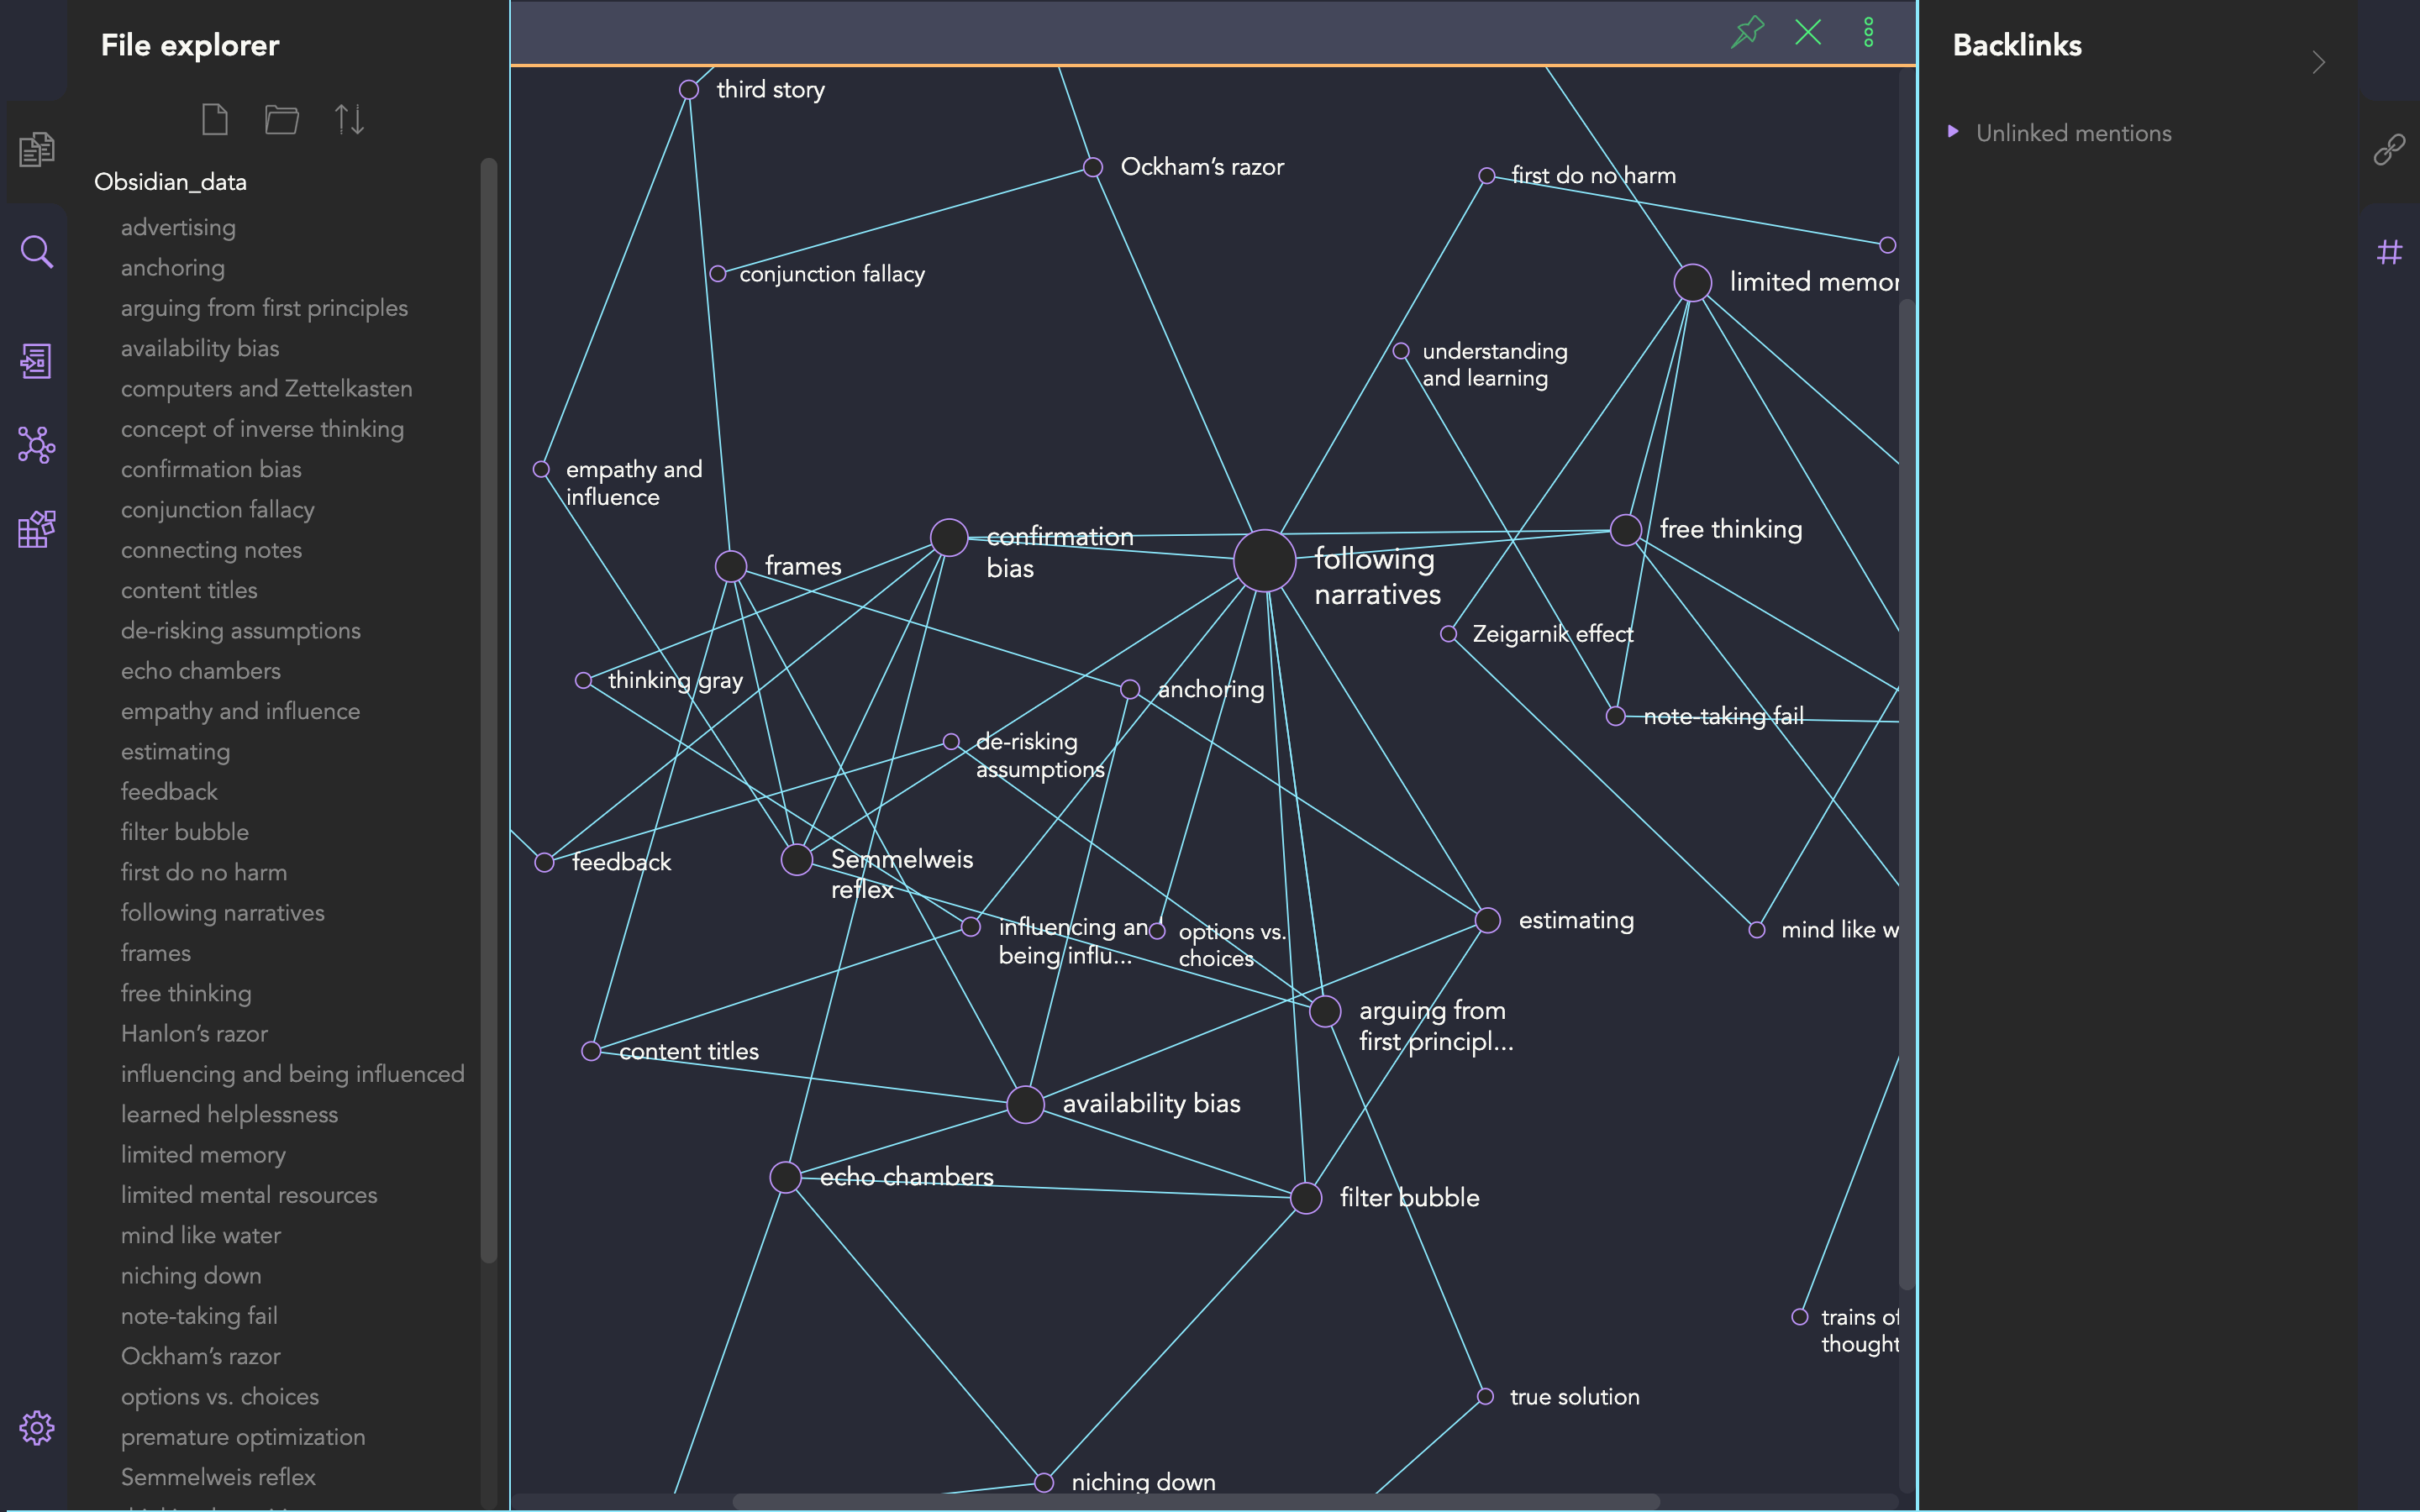 File explorer
Obsidian_data
advertising
anchoring
arguing from first principles
availability bias
computers and Zettelkasten
concept of inverse thinking
confirmation bias
conjunction fallacy
connecting notes
content titles
de-risking assumptions
echo chambers
empathy and influence
estimating
feedback
filter bubble
first do no harm
following narratives
frames
free thinking
Hanlon’s razor
influencing and being influenced
learned helplessness
limited memory
limited mental resources
mind like water
niching down
note-taking fail
Ockham’s razor
options vs. choices
premature optimization
Semmelweis reflex
third story
Ockham’s razor
first do no harm
conjunction fallacy
limited memor
understanding
and learning
empathy and
influence
confirmation
bias
frames
following
narratives
free thinking
Zeigarnik effect
thinking gray
anchoring
note-taking fail
de-risking
assumptions
feedback
Semmelweis
reflex
influencing an
being influ...
options vs.
choices
estimating
mind like w
arguing from
first principl...
content titles
availability bias
echo chambers
filter bubble
trains of
thought
true solution
niching down
Backlinks
Unlinked mentions